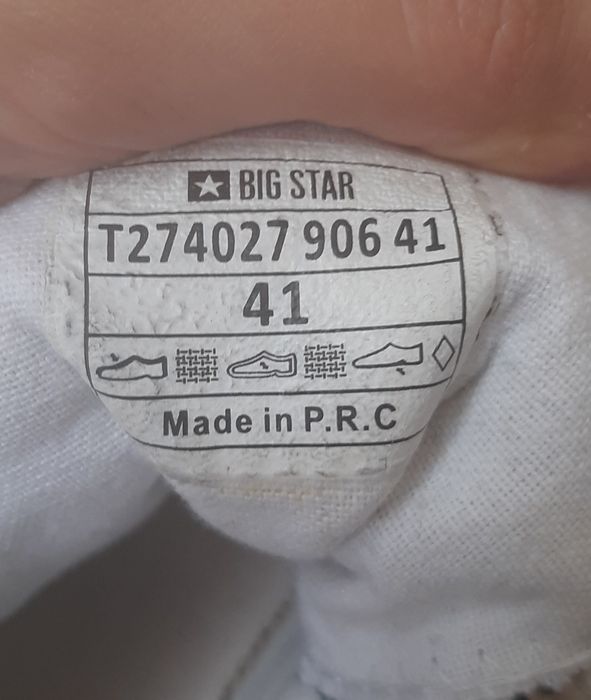 BIG STAR
T274027 906 41
41
Made in P.R.C